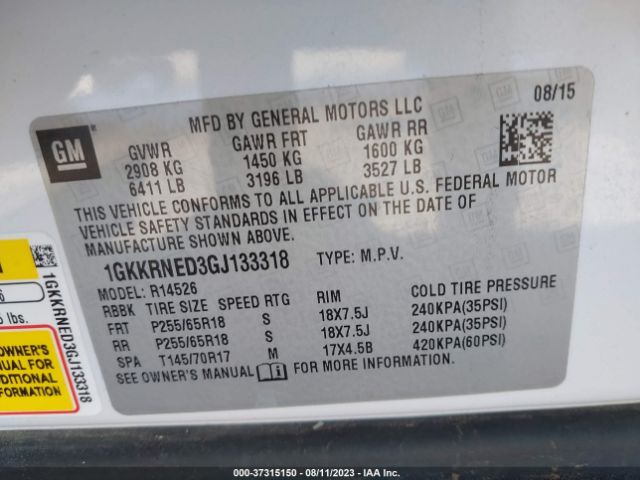 MFD BY GENERAL MOTORS LLC
08/15
GM
GVWR GAWR FRT GAWR RR
2908 KG 1450 KG 1600 KG
6411 LB 3196 LB 3527 LB
THIS VEHICLE CONFORMS TO ALL APPLICABLE U.S. FEDERAL MOTOR
VEHICLE SAFETY STANDARDS IN EFFECT ON THE DATE OF
MANUFACTURE SHOWN ABOVE.
1GKKRNED3GJ133318 TYPE: M.P.V.
MODEL: R14526
RBBK TIRE SIZE SPEED RTG RIM COLD TIRE PRESSURE
FRT P255/65R18 S 18X7.5J 240KPA(35PSI)
RR P255/65R18 S 18X7.5J 240KPA(35PSI)
SPA T145/70R17 M 17X4.5B 420KPA(60PSI)
SEE OWNER'S MANUAL FOR MORE INFORMATION.
1GKKRNED3GJ133318
lbs.
OWNER'S
MANUAL FOR
ADDITIONAL
FORMATION
000-37315150 - 08/11/2023 - IAA Inc.